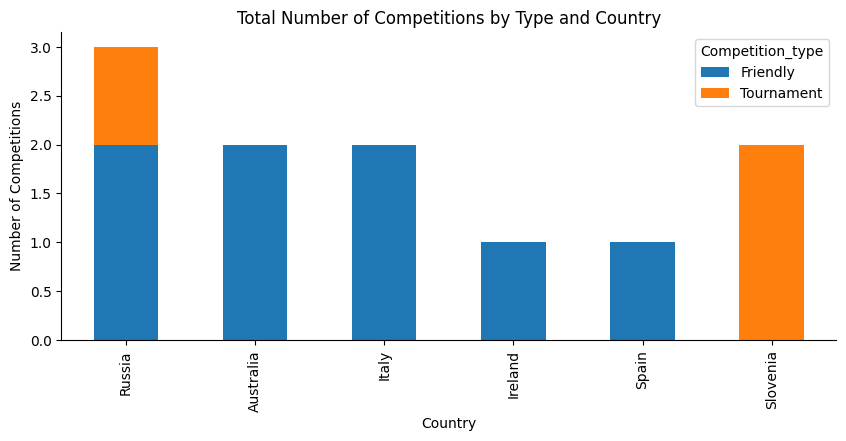 Total Number of Competitions by Type and Country
Number of Competitions
3.0
2.5
2.0
1.5
1.0
0.5
0.0
Competition_type
Friendly
Tournament
Russia
Australia
Italy
Ireland
Spain
Slovenia
Country